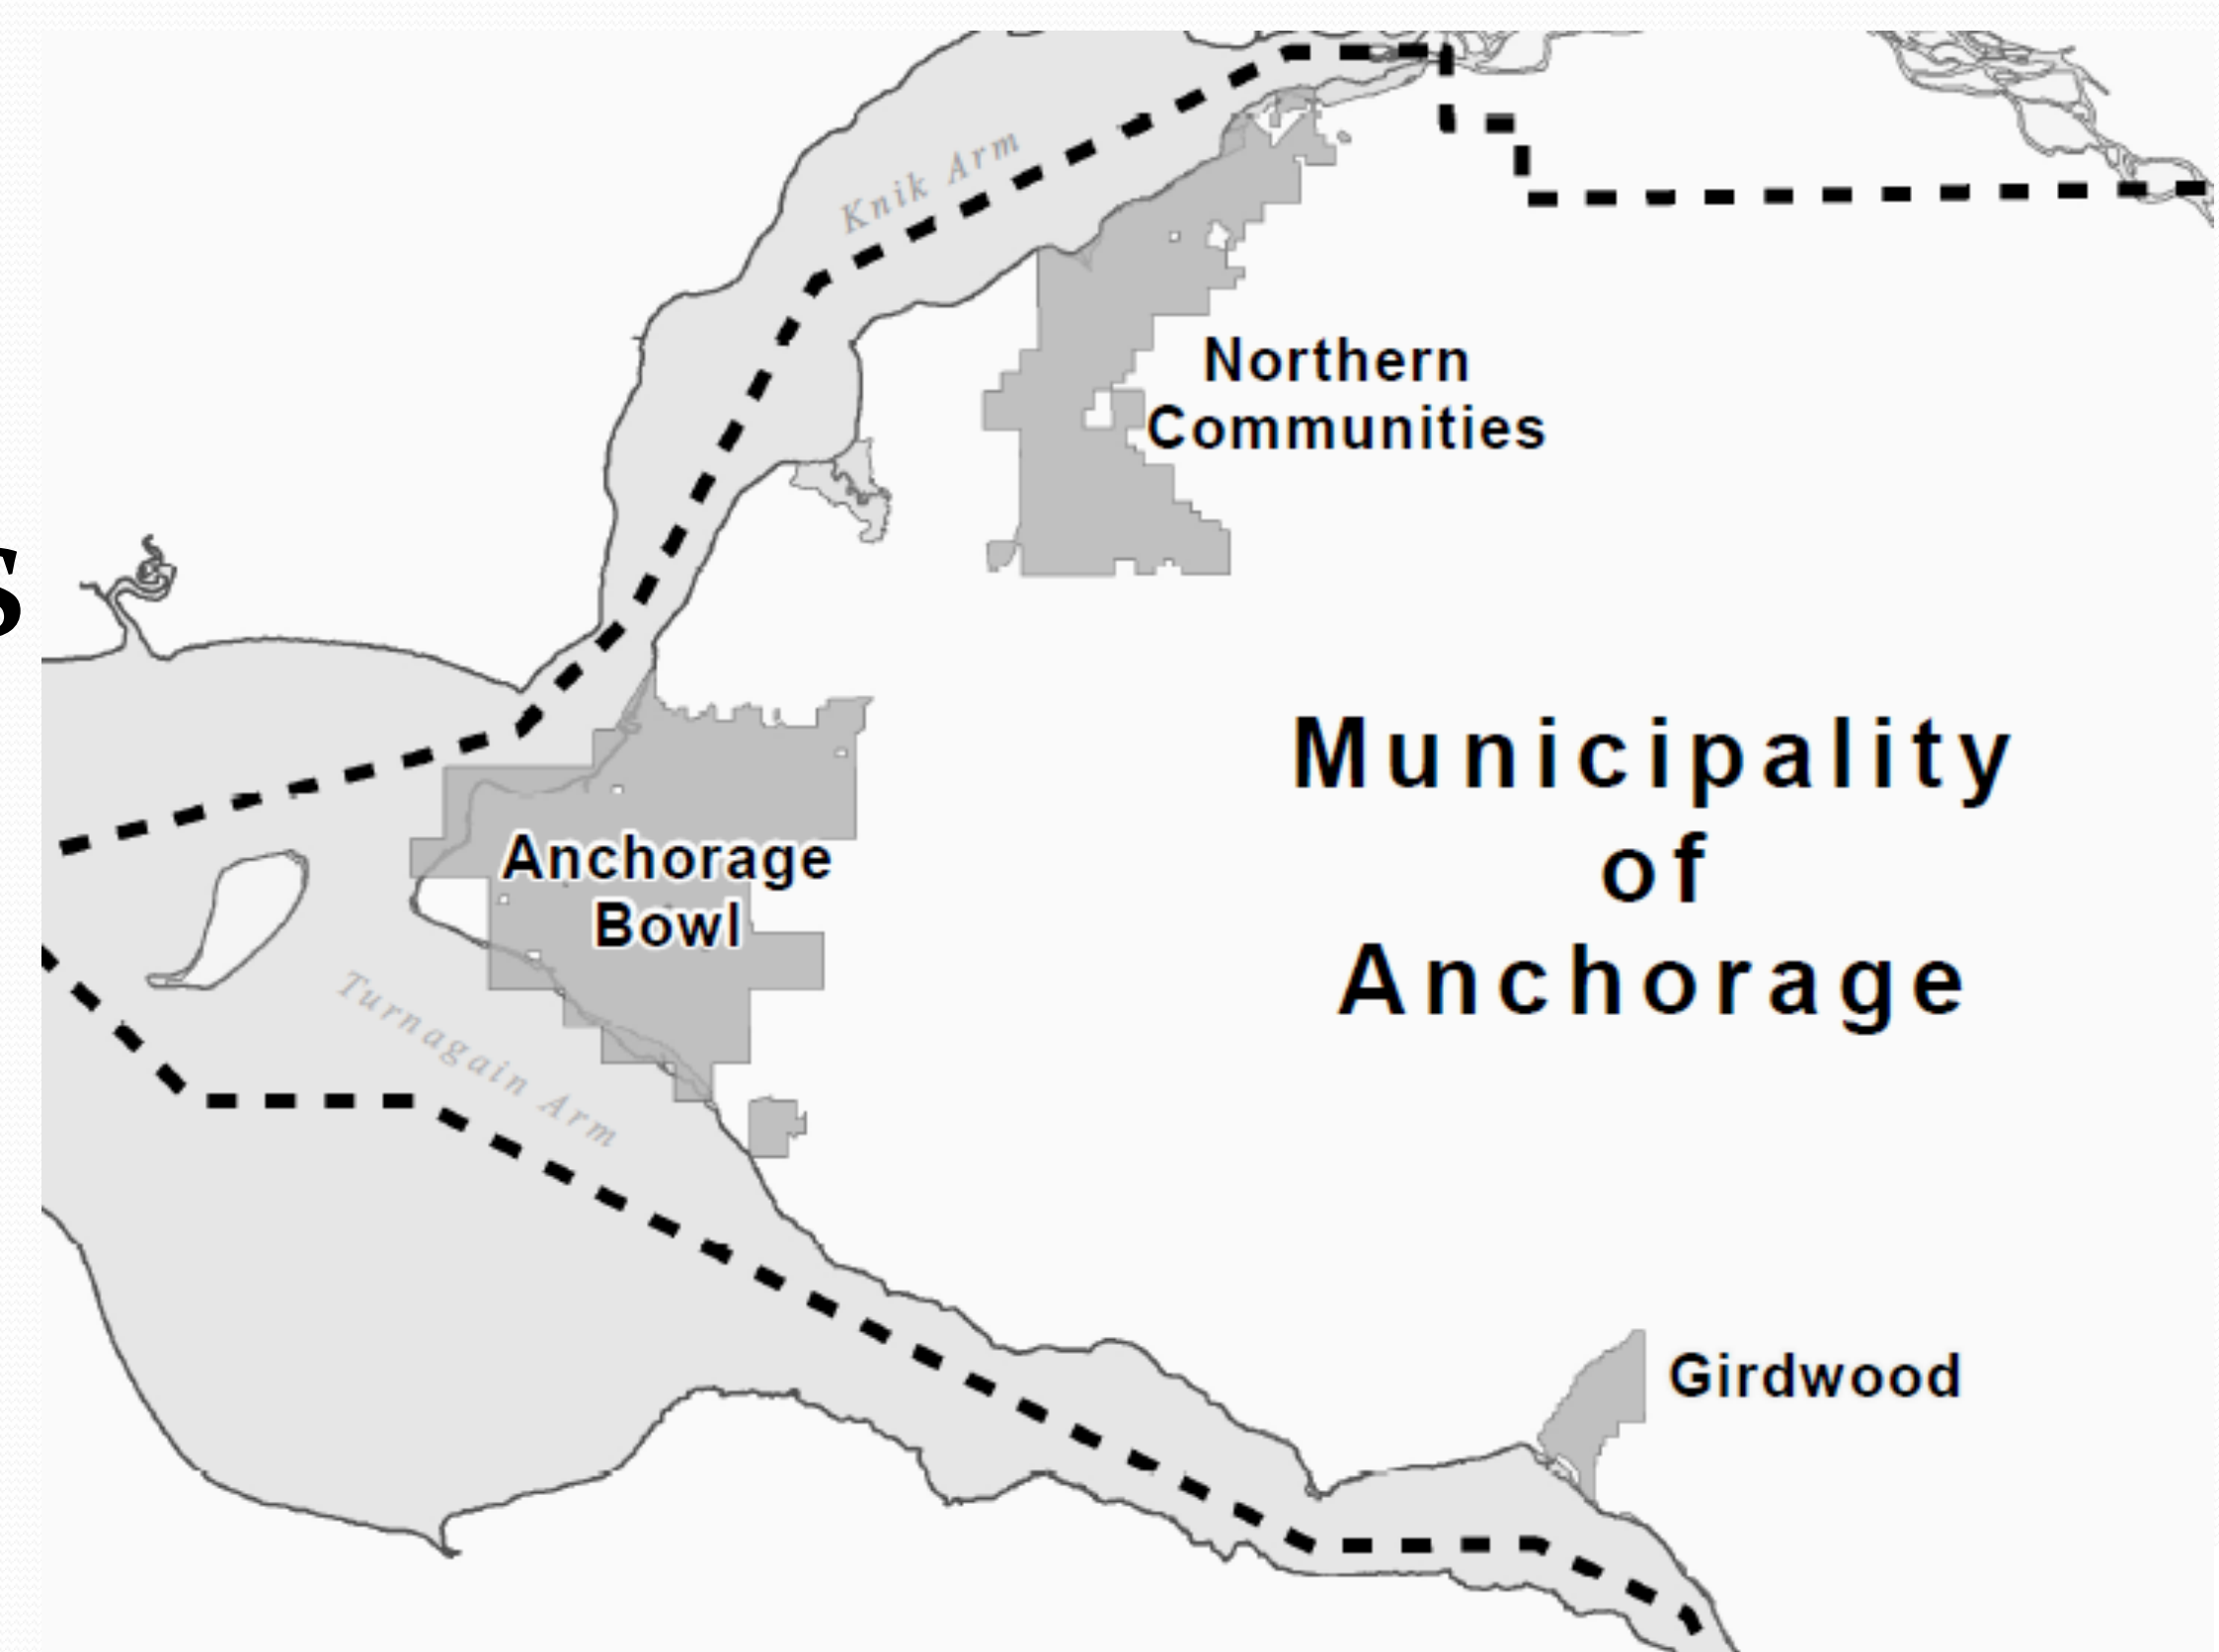 Knik Arm
Northern
Communities
s
Municipality
of
Anchorage
Anchorage
Bowl
Turnagain Arm
Girdwood